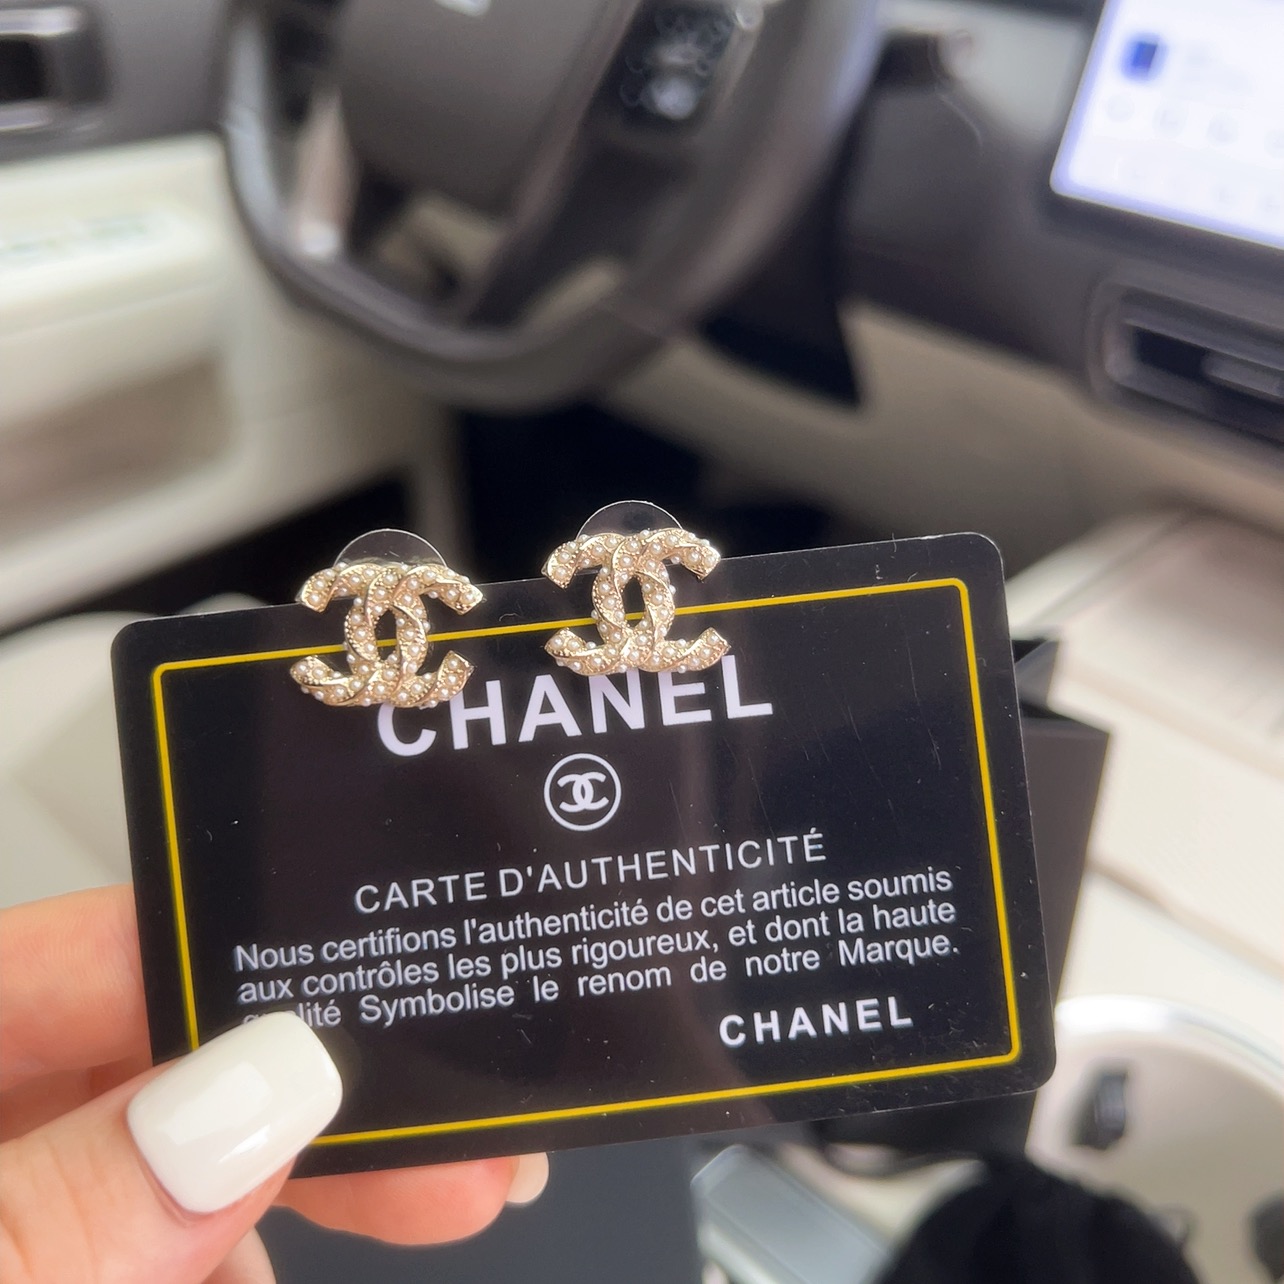 CHANEL
CARTE D'AUTHENTICITÉ
Nous certifions l'authenticité de cet article soumis
aux contrôles les plus rigoureux, et dont la haute
qualité Symbolise le renom de notre Marque.
CHANEL